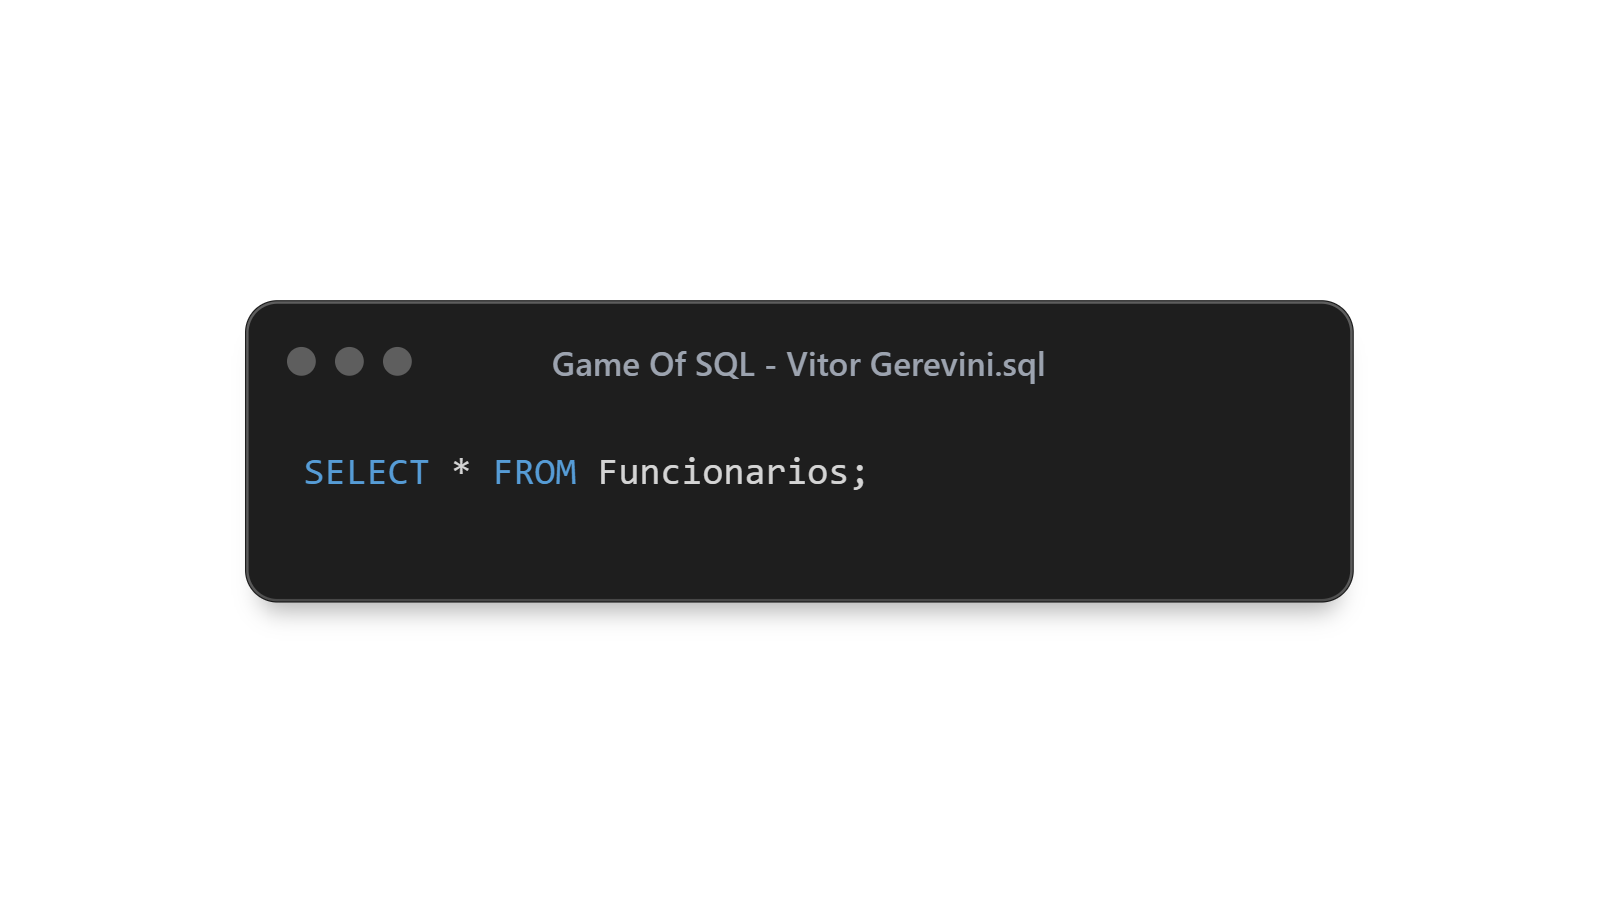 Game Of SQL - Vitor Gerevini.sql
SELECT * FROM Funcionarios;